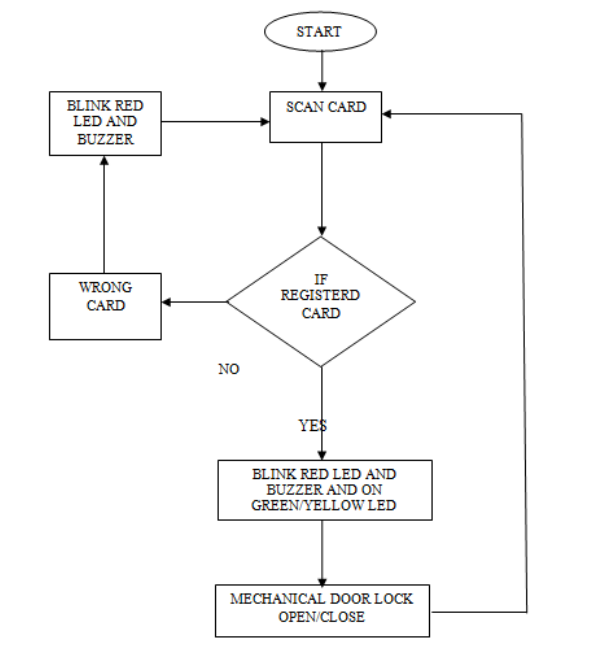 START
BLINK RED
LED AND
BUZZER
SCAN CARD
WRONG
CARD
IF
REGISTERD
CARD
NO
YES
BLINK RED LED AND
BUZZER AND ON
GREEN/YELLOW LED
MECHANICAL DOOR LOCK
OPEN/CLOSE